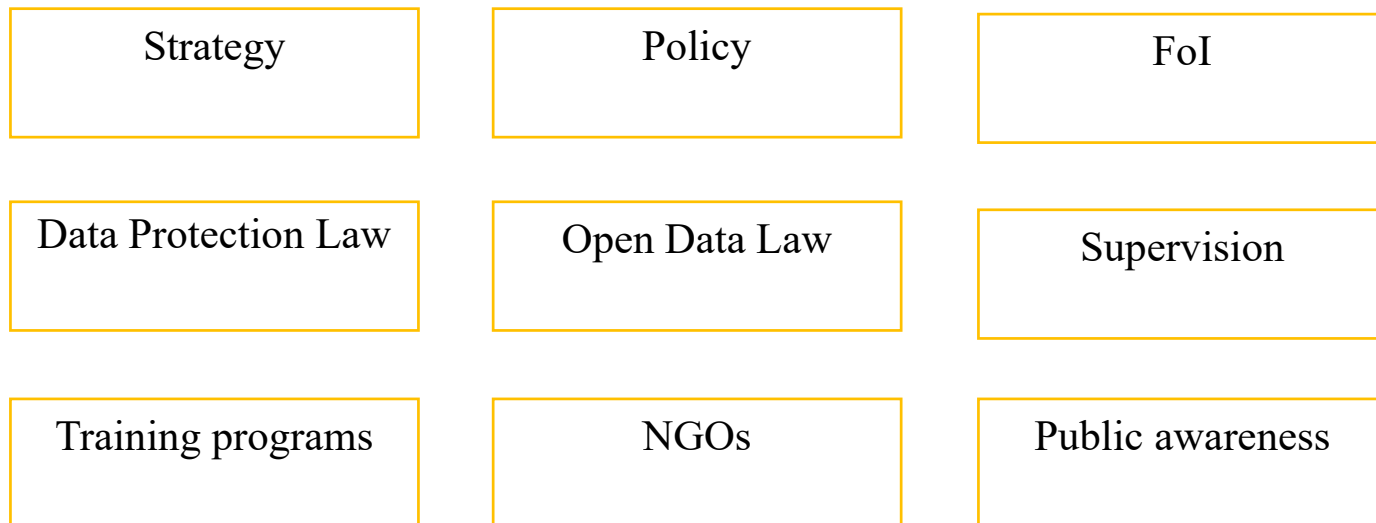 Strategy
Policy
FoI
Data Protection Law
Open Data Law
Supervision
Training programs
NGOs
Public awareness